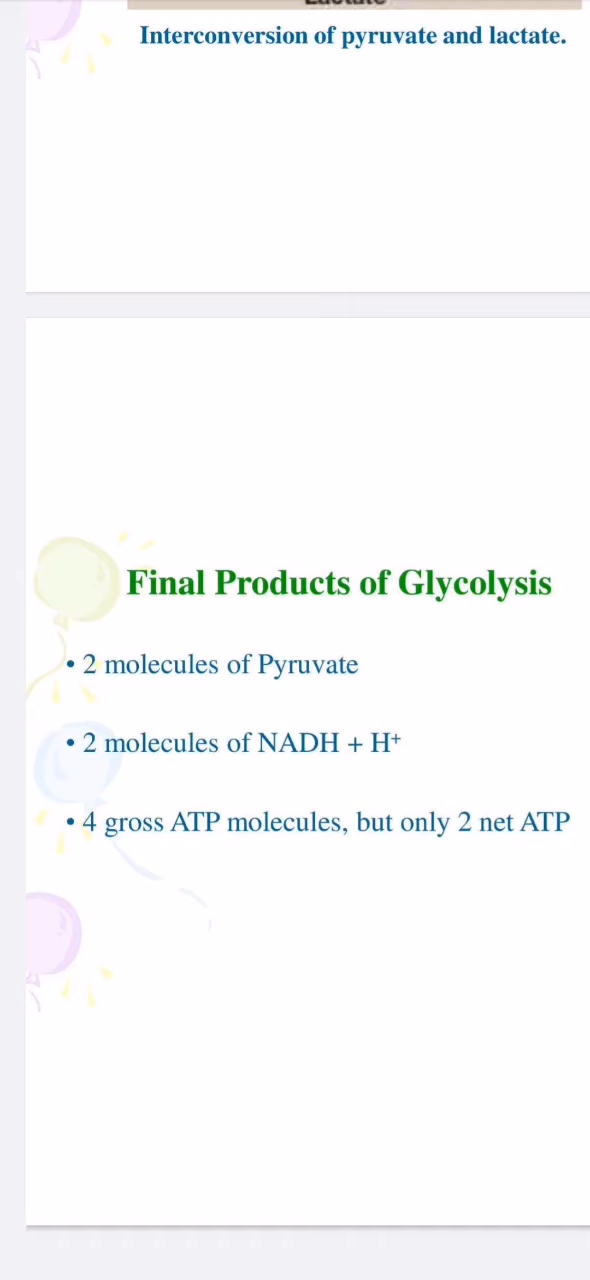 Interconversion of pyruvate and lactate.
Final Products of Glycolysis
• 2 molecules of Pyruvate
• 2 molecules of NADH + H⁺
• 4 gross ATP molecules, but only 2 net ATP